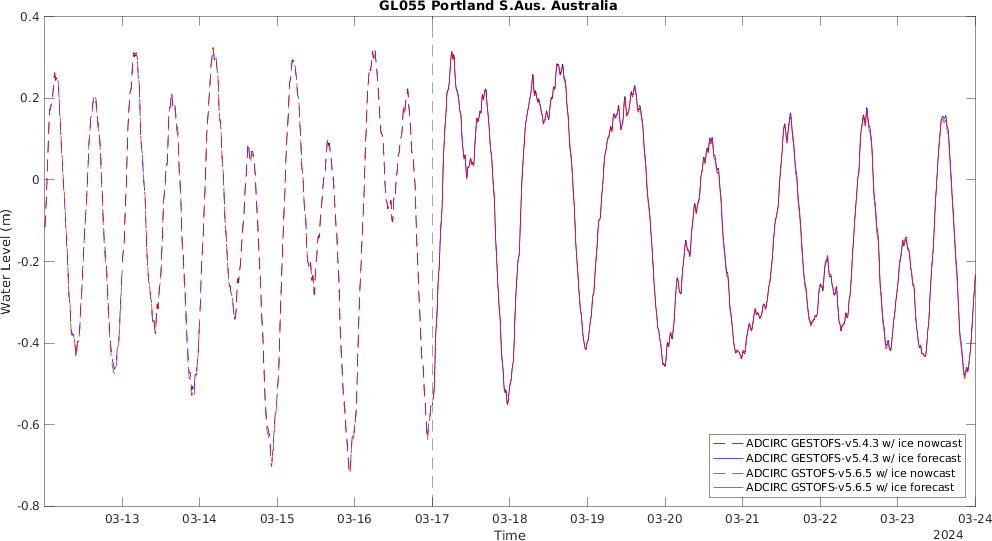 GL055 Portland S.Aus. Australia
0.4
0.2
0
-0.2
-0.4
-0.6
-0.8
Water Level (m)
ADCIRC GESTOFS-v5.4.3 w/ ice nowcast
ADCIRC GESTOFS-v5.4.3 w/ ice forecast
ADCIRC GSTOFS-v5.6.5 w/ ice nowcast
ADCIRC GSTOFS-v5.6.5 w/ ice forecast
03-13 03-14 03-15 03-16 03-17 03-18 03-19 03-20 03-21 03-22 03-23 03-24
Time
2024